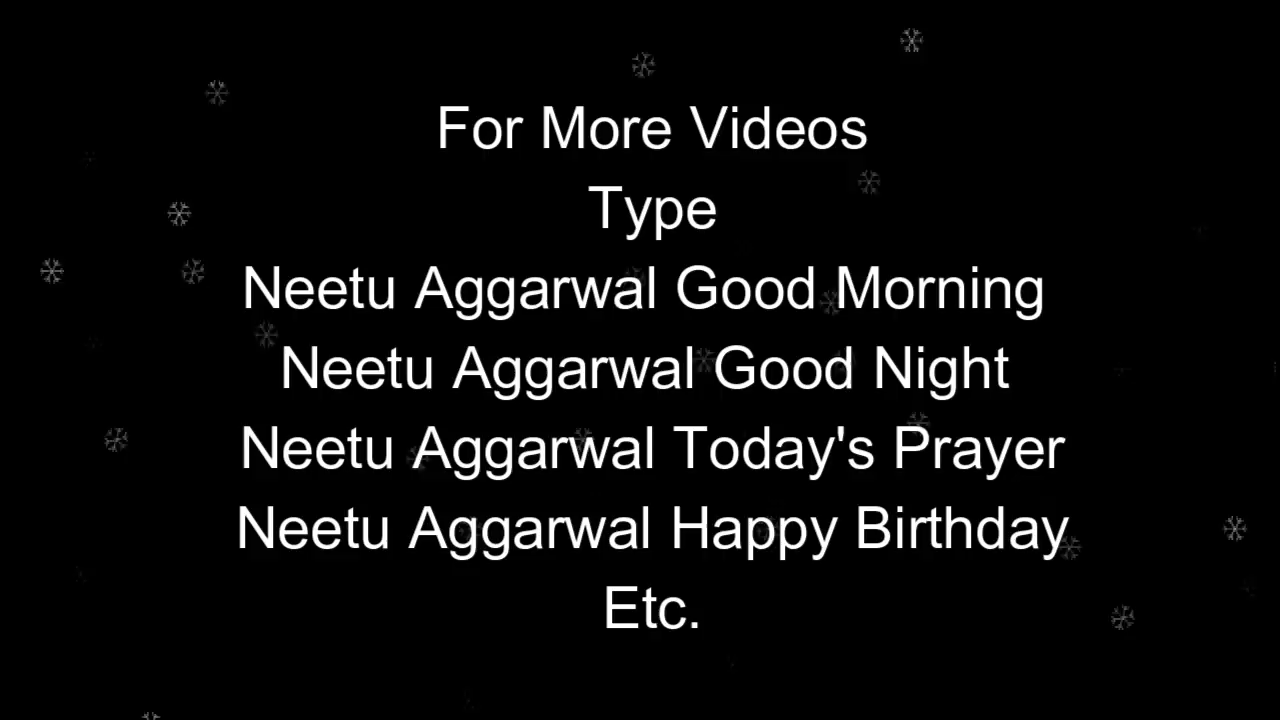 For More Videos
Type
Neetu Aggarwal Good Morning
Neetu Aggarwal Good Night
Neetu Aggarwal Today's Prayer
Neetu Aggarwal Happy Birthday
Etc.